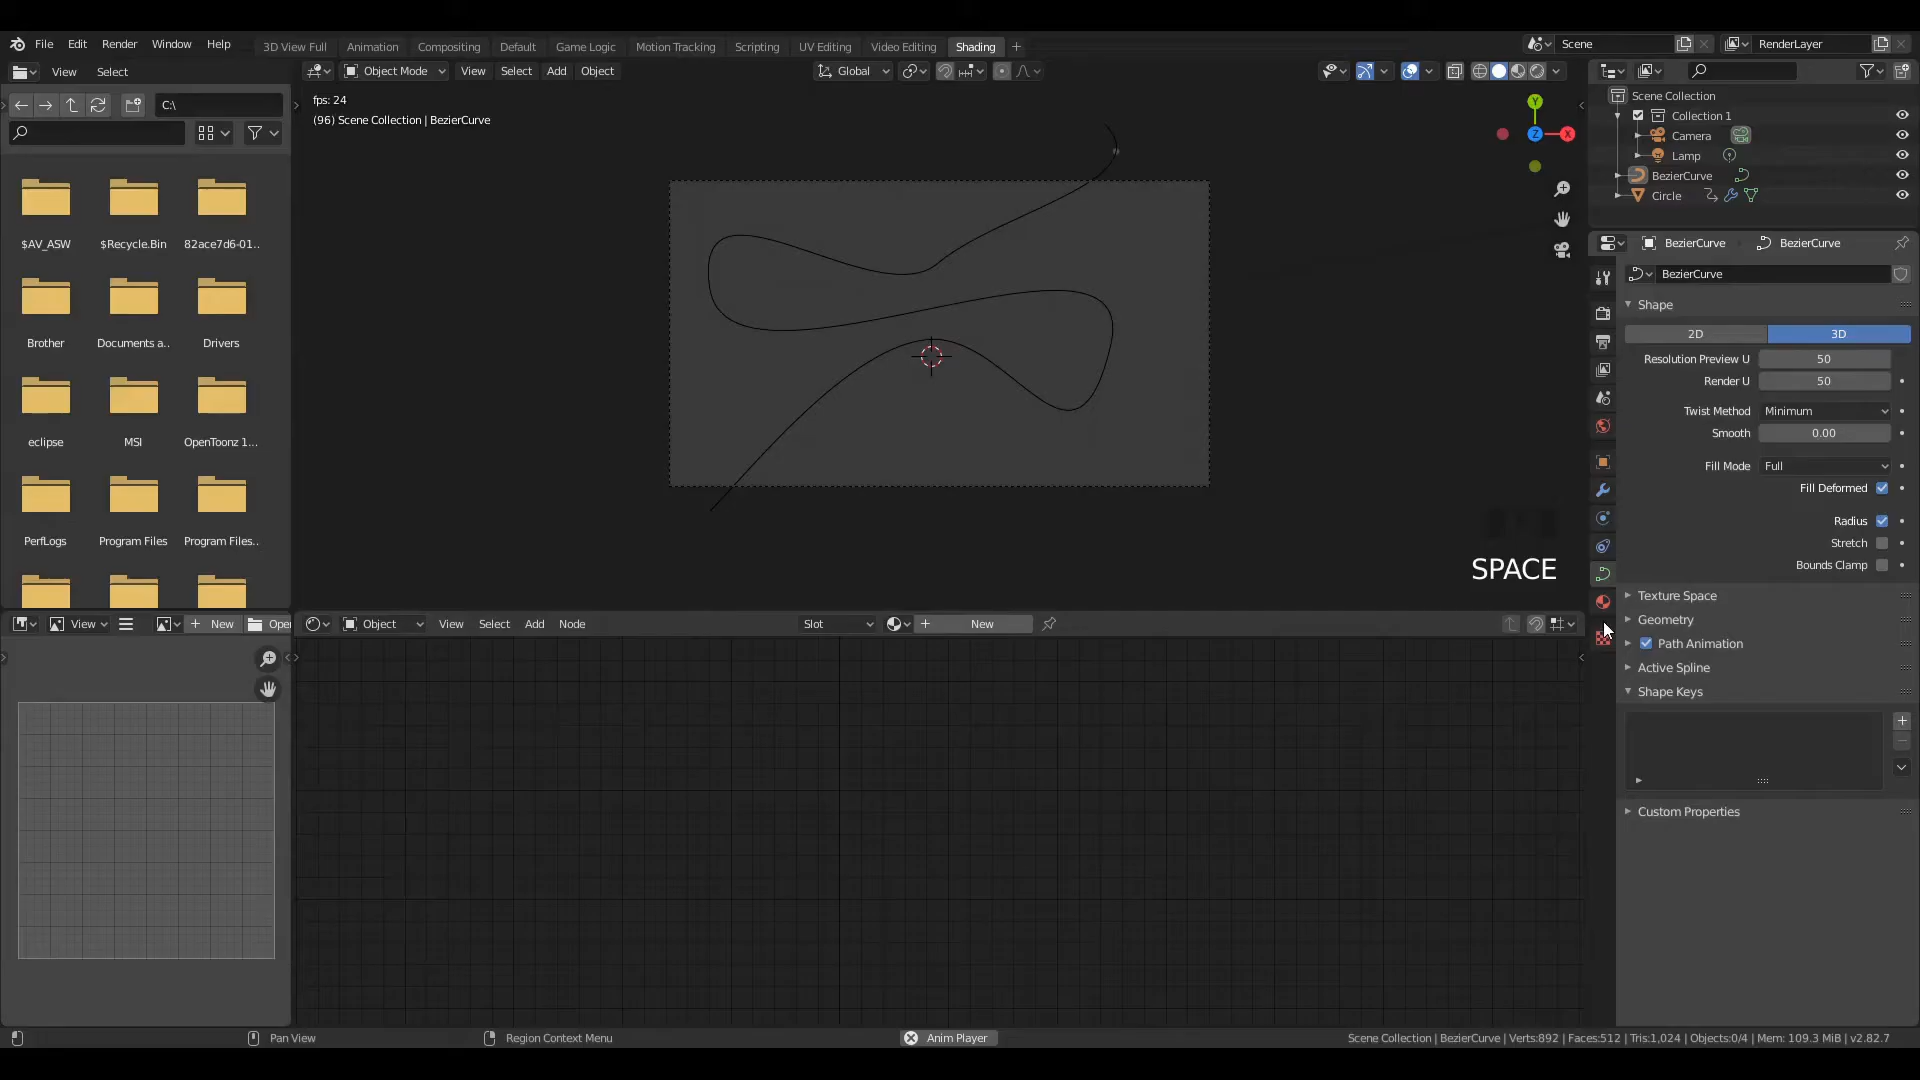 File Edit Render Window Help
3D View Full Animation Compositing Default Game Logic Motion Tracking Scripting UV Editing Video Editing Shading
Scene
RenderLayer
View Select
Object Mode View Select Add Object
Global
C:\
fps: 24
(96) Scene Collection | BezierCurve
Y
Z
X
$AV_ASW
$Recycle.Bin
82ace7d6-01..
Brother
Documents a..
Drivers
eclipse
MSI
OpenToonz 1...
PerfLogs
Program Files
Program Files..
SPACE
Scene Collection
Collection 1
Camera
Lamp
BezierCurve
Circle
BezierCurve BezierCurve
BezierCurve
Shape
2D 3D
Resolution Preview U 50
Render U 50
Twist Method Minimum
Smooth 0.00
Fill Mode Full
Fill Deformed
Radius
Stretch
Bounds Clamp
Texture Space
Geometry
Path Animation
Active Spline
Shape Keys
Custom Properties
View New Open
Object View Select Add Node Slot New
Pan View
Region Context Menu
Anim Player
Scene Collection | BezierCurve | Verts:892 | Faces:512 | Tris:1,024 | Objects:0/4 | Mem: 109.3 MiB | v2.82.7